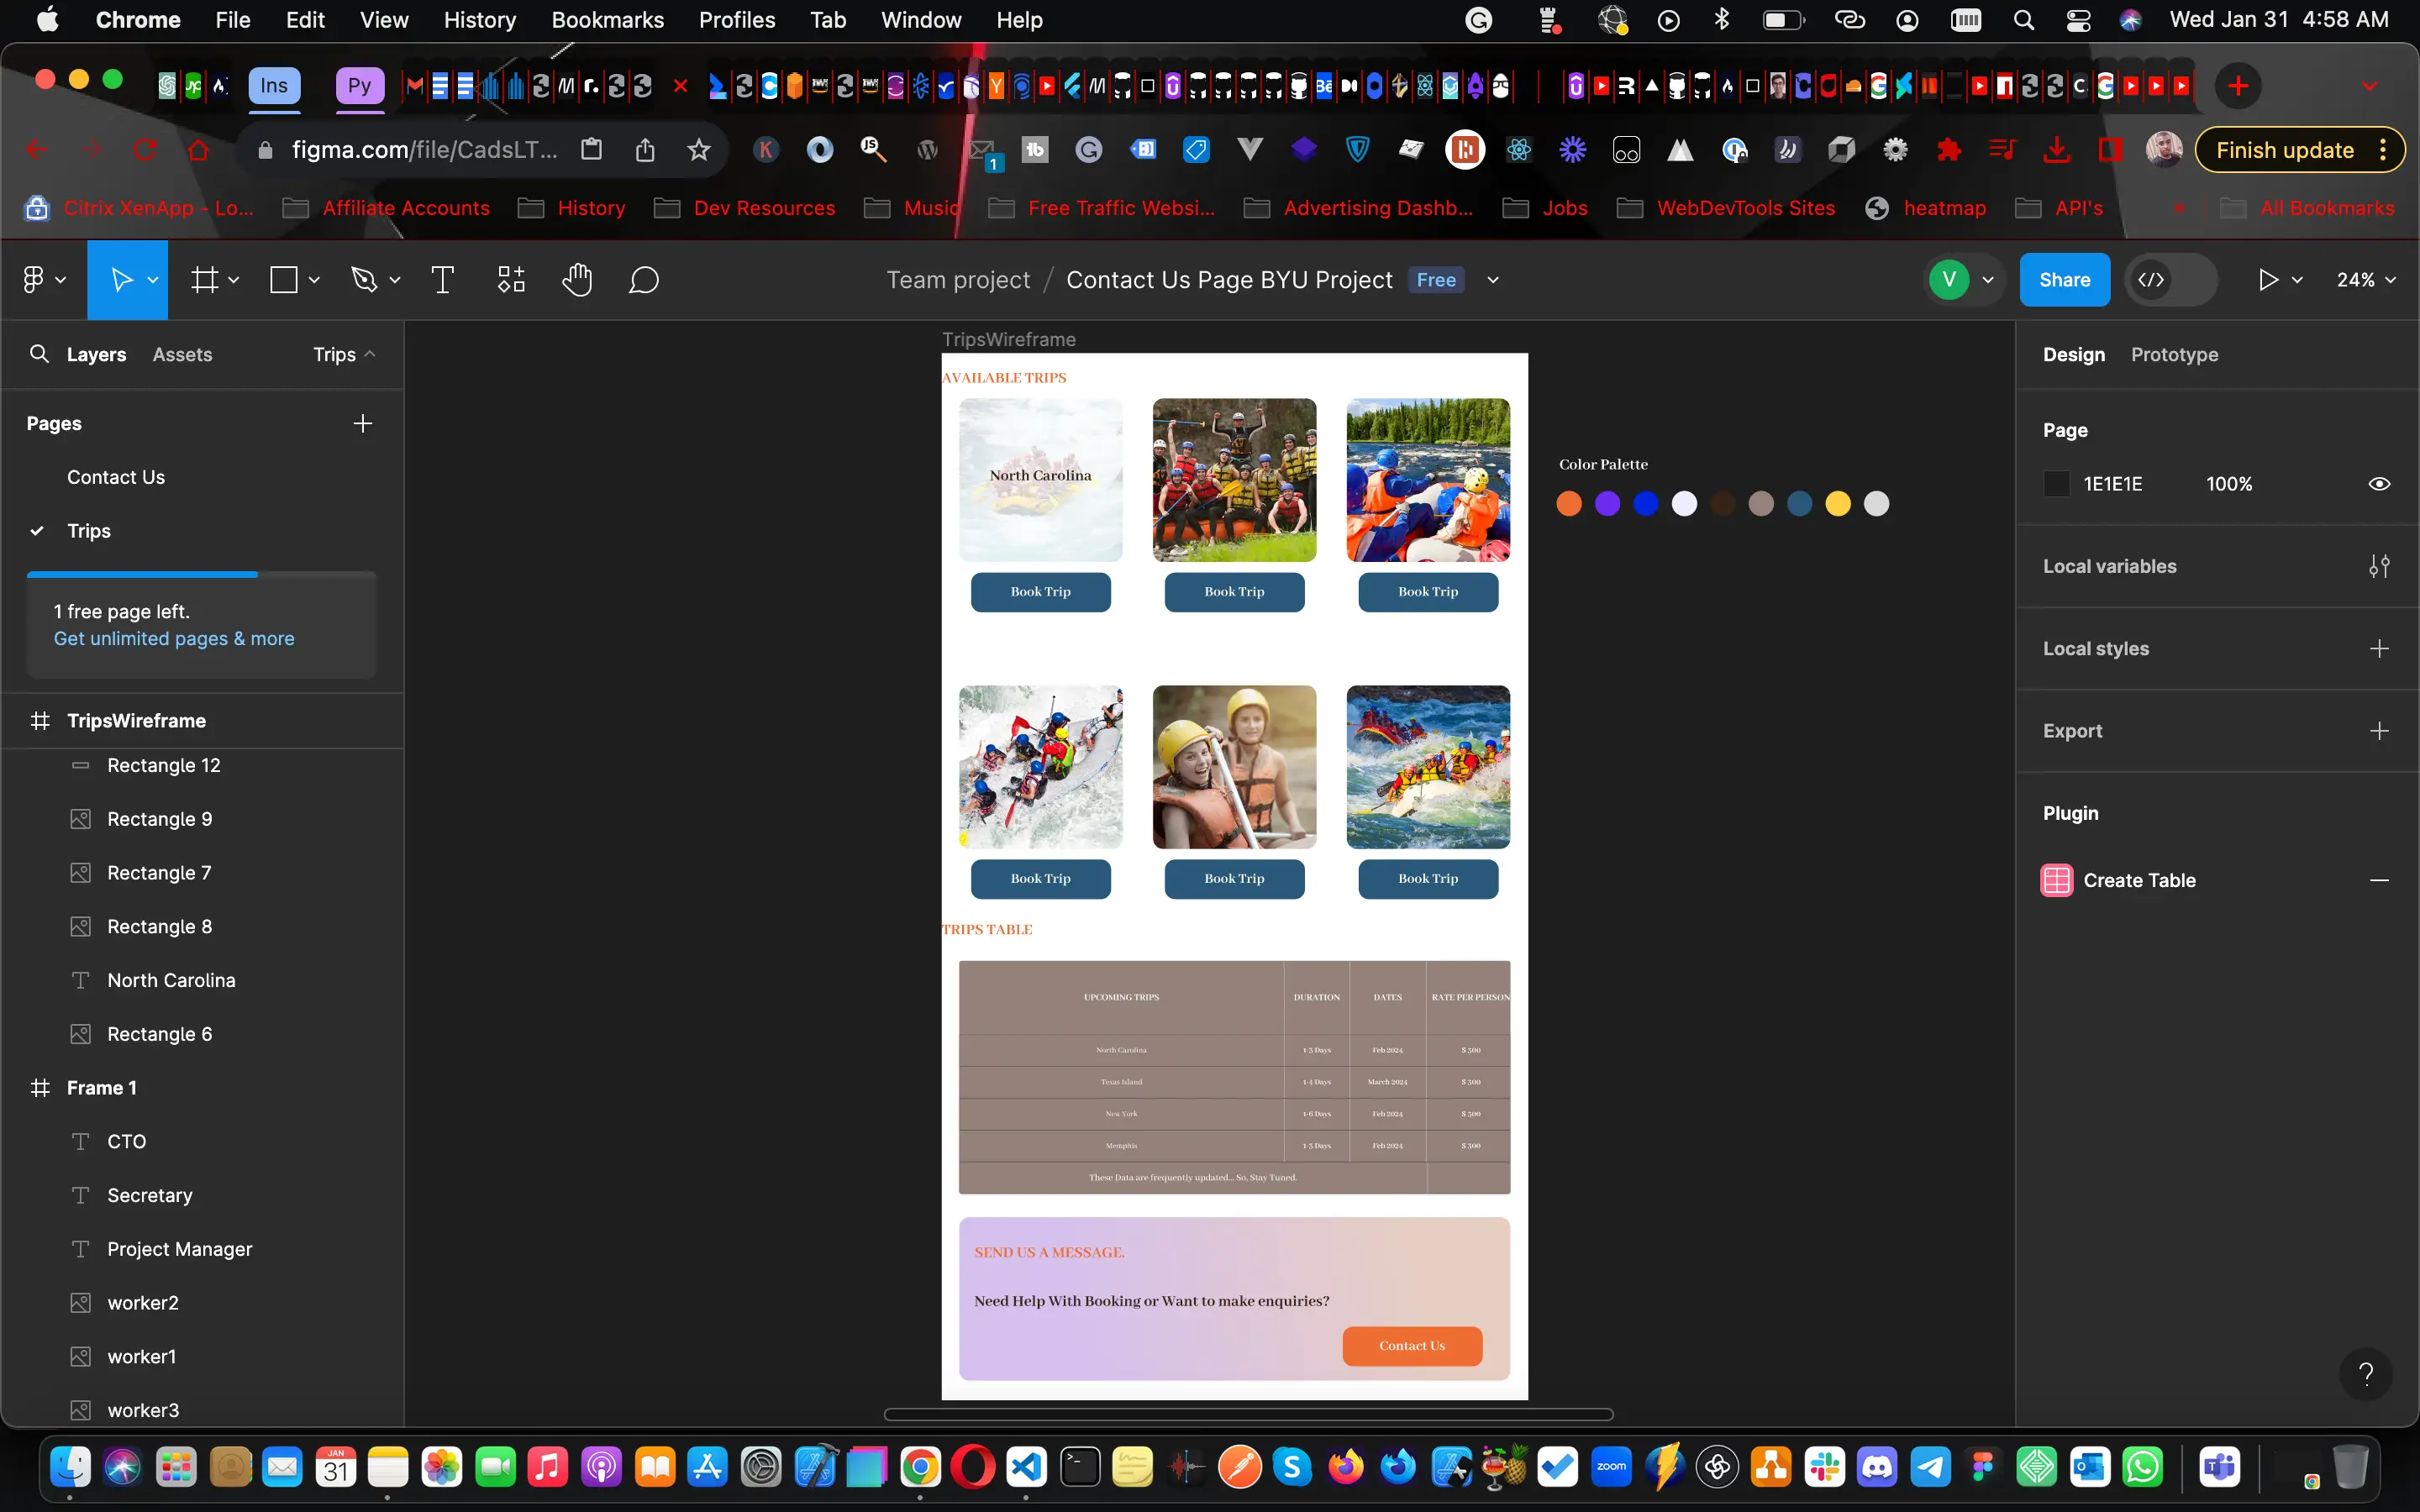 Chrome File Edit View History Bookmarks Profiles Tab Window Help Wed Jan 31 4:58 AM
Ins Py
figma.com/file/CadsLT... Finish update
Citrix XenApp - Lo... Affiliate Accounts History Dev Resources Music Free Traffic Websi... Advertising Dashb... Jobs WebDevTools Sites heatmap API's All Bookmarks
Team project / Contact Us Page BYU Project Free V Share 24%
Layers Assets Trips
Pages
Contact Us
Trips
1 free page left.
Get unlimited pages & more
TripsWireframe
Rectangle 12
Rectangle 9
Rectangle 7
Rectangle 8
North Carolina
Rectangle 6
Frame 1
CTO
Secretary
Project Manager
worker2
worker1
worker3
TripsWireframe
AVAILABLE TRIPS
North Carolina
Book Trip Book Trip Book Trip
Book Trip Book Trip Book Trip
TRIPS TABLE
UPCOMING TRIPS DURATION DATES RATE PER PERSON
North Carolina 1-3 Days Feb 2024 $ 300
Texas Island 1-4 Days March 2024 $ 300
New York 1-6 Days Feb 2024 $ 300
Memphis 1-3 Days Feb 2024 $ 300
These Data are frequently updated... So, Stay Tuned.
SEND US A MESSAGE.
Need Help With Booking or Want to make enquiries?
Contact Us
Color Palette
Design Prototype
Page
1E1E1E 100%
Local variables
Local styles
Export
Plugin
Create Table
?
JAN
31
zoom